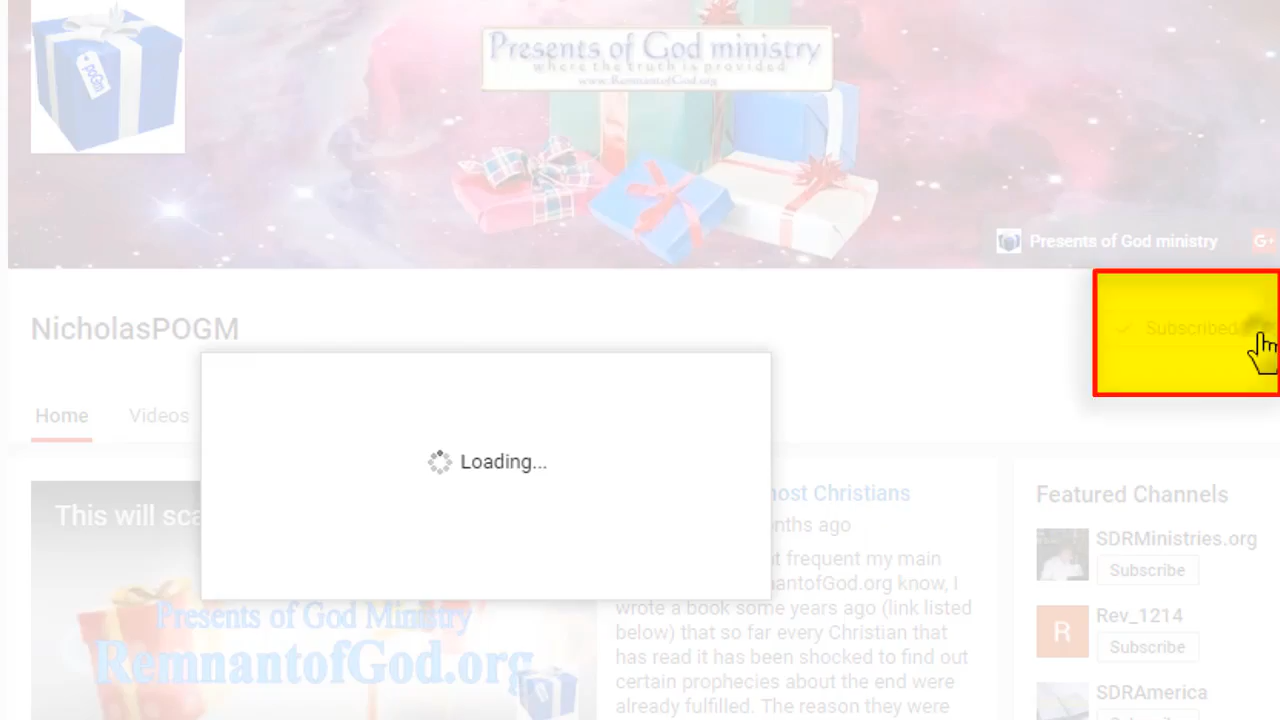 Presents of God ministry
where the truth is provided
www.RemnantofGod.org
poGm
Presents of God ministry
G+
NicholasPOGM
Subscribed
Home
Videos
Loading...
This will sca
most Christians
nths ago
t frequent my main
nantofGod.org know, I
wrote a book some years ago (link listed
below) that so far every Christian that
has read it has been shocked to find out
certain prophecies about the end were
already fulfilled. The reason they were
Presents of God Ministry
RemnantofGod.org
Featured Channels
SDRMinistries.org
Subscribe
R
Rev_1214
Subscribe
SDRAmerica
Subscribe